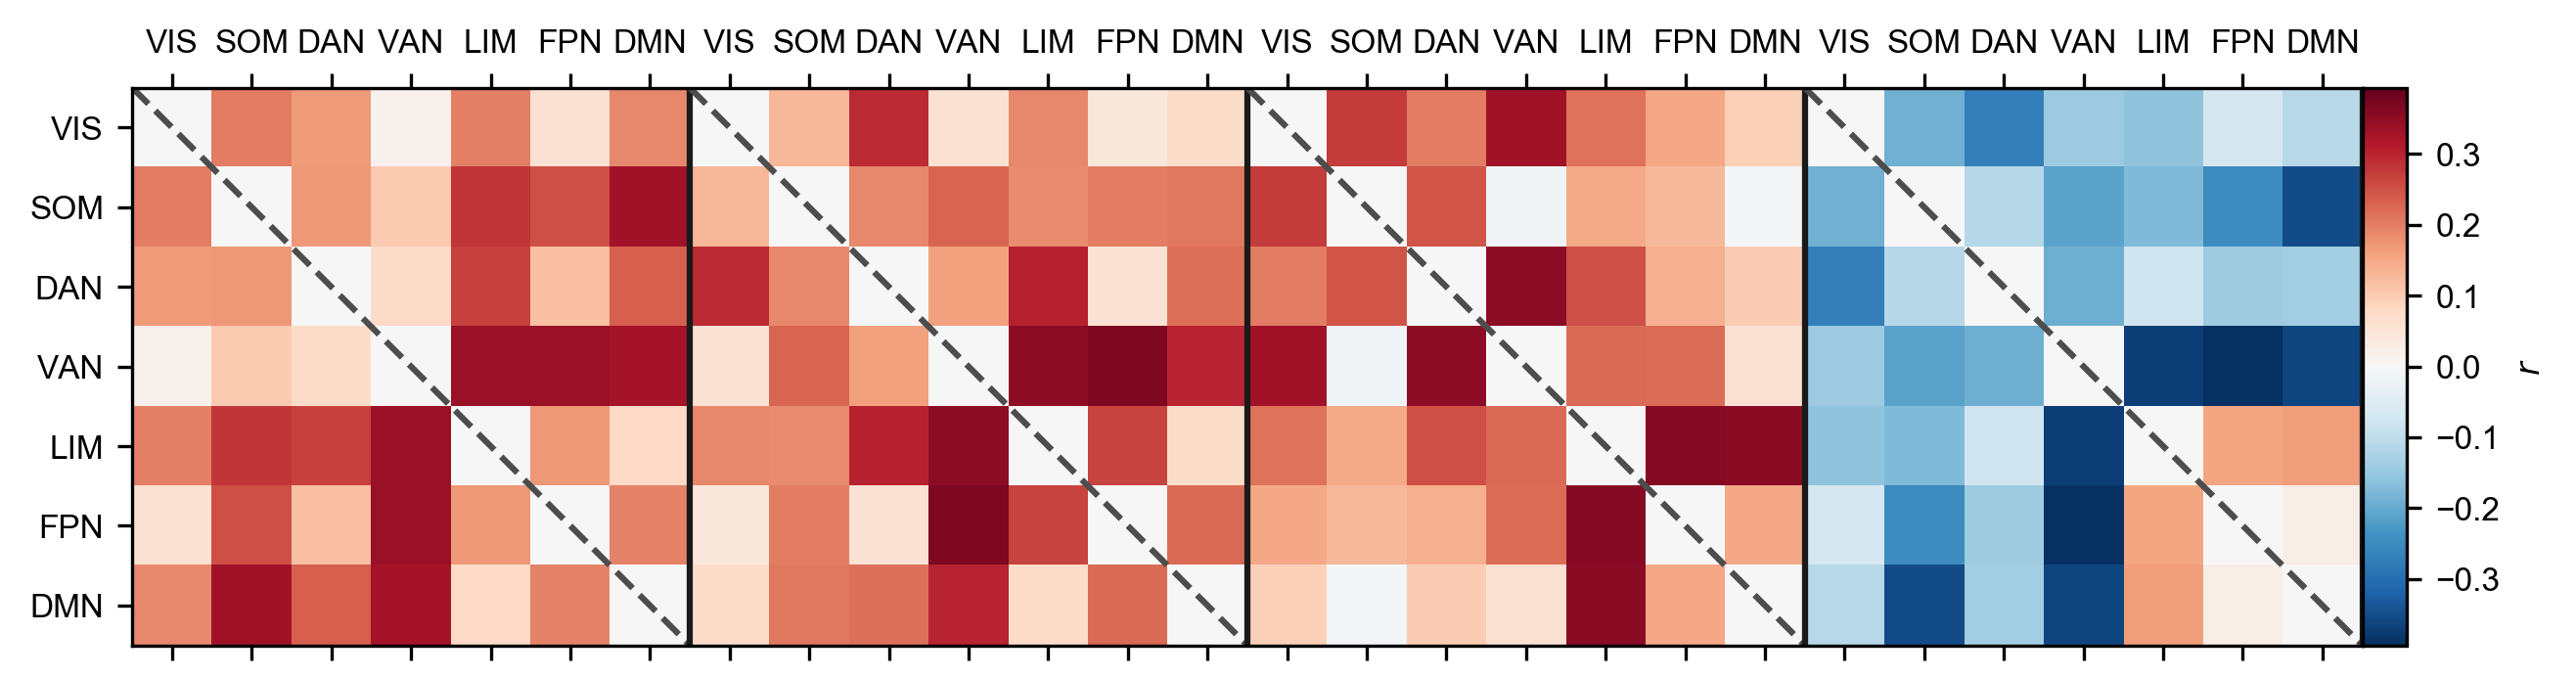 VIS SOM DAN VAN LIM FPN DMN VIS SOM DAN VAN LIM FPN DMN VIS SOM DAN VAN LIM FPN DMN VIS SOM DAN VAN LIM FPN DMN
VIS
SOM
DAN
VAN
LIM
FPN
DMN
0.3
0.2
0.1
0.0
−0.1
−0.2
−0.3
r